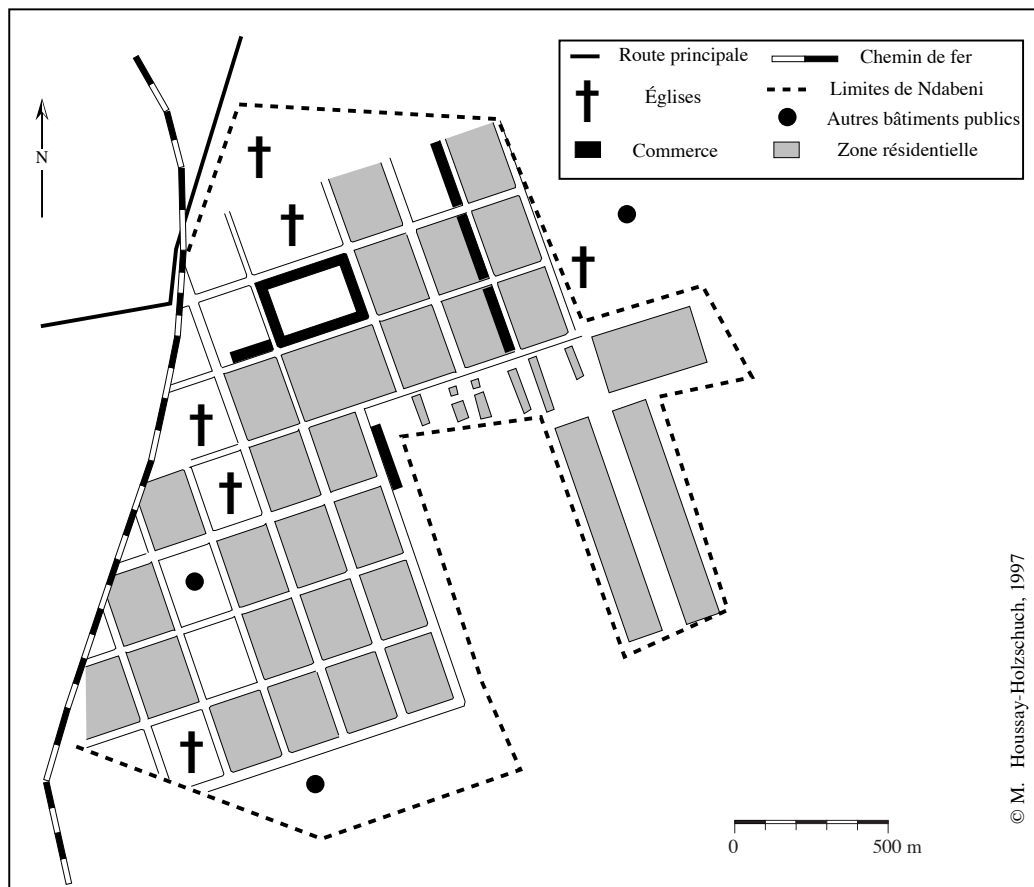 Route principale
Chemin de fer
Églises
Limites de Ndabeni
Autres bâtiments publics
Commerce
Zone résidentielle
N
© M. Houssay-Holzschuch, 1997
0 500 m